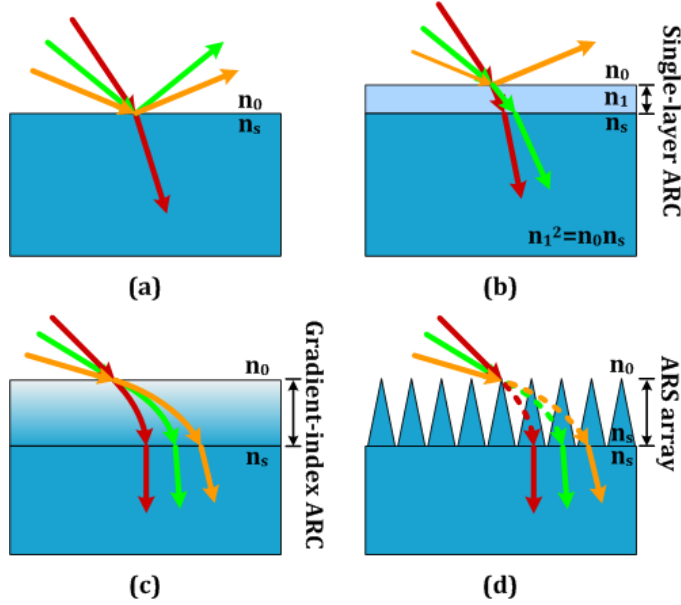 n₀
nₛ
(a)
n₀
n₁
nₛ
n₁²=n₀nₛ
Single-layer ARC
(b)
n₀
nₛ
Gradient-index ARC
(c)
n₀
nₛ
nₛ
ARS array
(d)